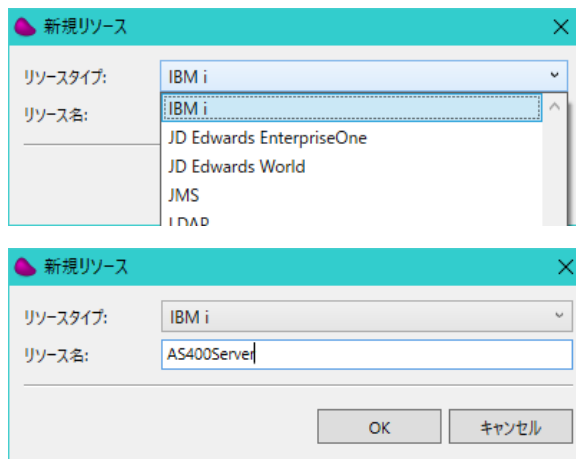 新規リソース
リソースタイプ: IBM i
リソース名: IBM i
JD Edwards EnterpriseOne
JD Edwards World
JMS
LDAP
新規リソース
リソースタイプ: IBM i
リソース名: AS400Server
OK キャンセル